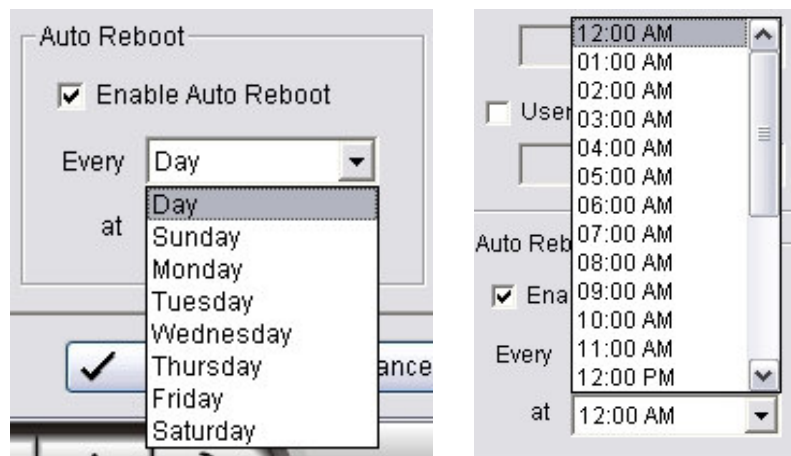 Auto Reboot
Enable Auto Reboot
Every Day
Day
at
Sunday
Monday
Tuesday
Wednesday
Thursday
Friday
Saturday
12:00 AM
01:00 AM
02:00 AM
User
03:00 AM
04:00 AM
05:00 AM
06:00 AM
Auto Reb
07:00 AM
08:00 AM
Ena
09:00 AM
10:00 AM
Every
11:00 AM
12:00 PM
at 12:00 AM